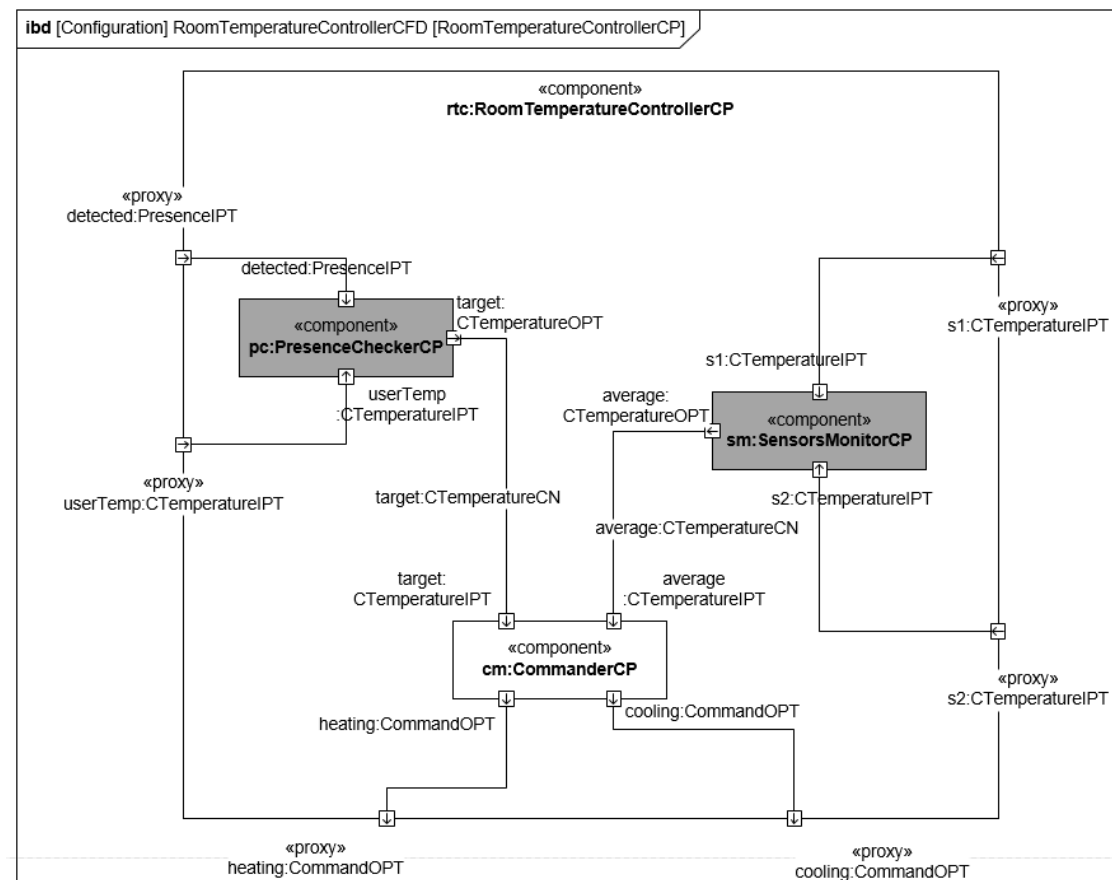 ibd [Configuration] RoomTemperatureControllerCFD [RoomTemperatureControllerCP]
«component»
rtc:RoomTemperatureControllerCP
«proxy»
detected:PresenceIPT
detected:PresenceIPT
«component»
pc:PresenceCheckerCP
target:
CTemperatureOPT
userTemp
:CTemperatureIPT
«proxy»
userTemp:CTemperatureIPT
«proxy»
s1:CTemperatureIPT
s1:CTemperatureIPT
average:
CTemperatureOPT
«component»
sm:SensorsMonitorCP
s2:CTemperatureIPT
target:CTemperatureCN
average:CTemperatureCN
target:
CTemperatureIPT
average
:CTemperatureIPT
«component»
cm:CommanderCP
«proxy»
s2:CTemperatureIPT
heating:CommandOPT
cooling:CommandOPT
«proxy»
heating:CommandOPT
«proxy»
cooling:CommandOPT